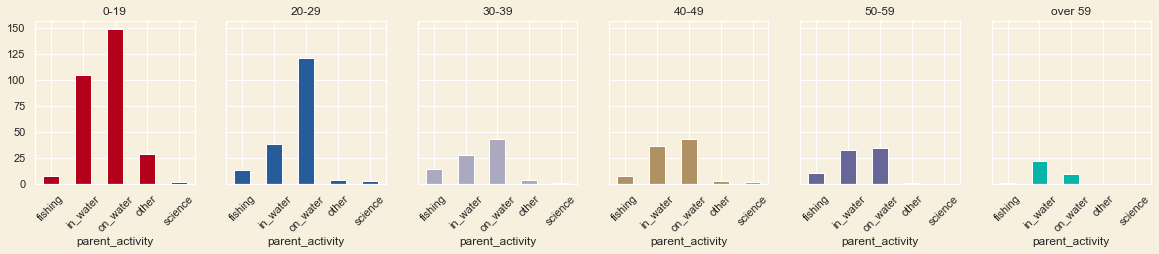 0-19 20-29 30-39 40-49 50-59 over 59
150
125
100
75
50
25
0
fishing in_water on_water other science fishing in_water on_water other science fishing in_water on_water other science fishing in_water on_water other science fishing in_water on_water other science fishing in_water on_water other science
parent_activity parent_activity parent_activity parent_activity parent_activity parent_activity